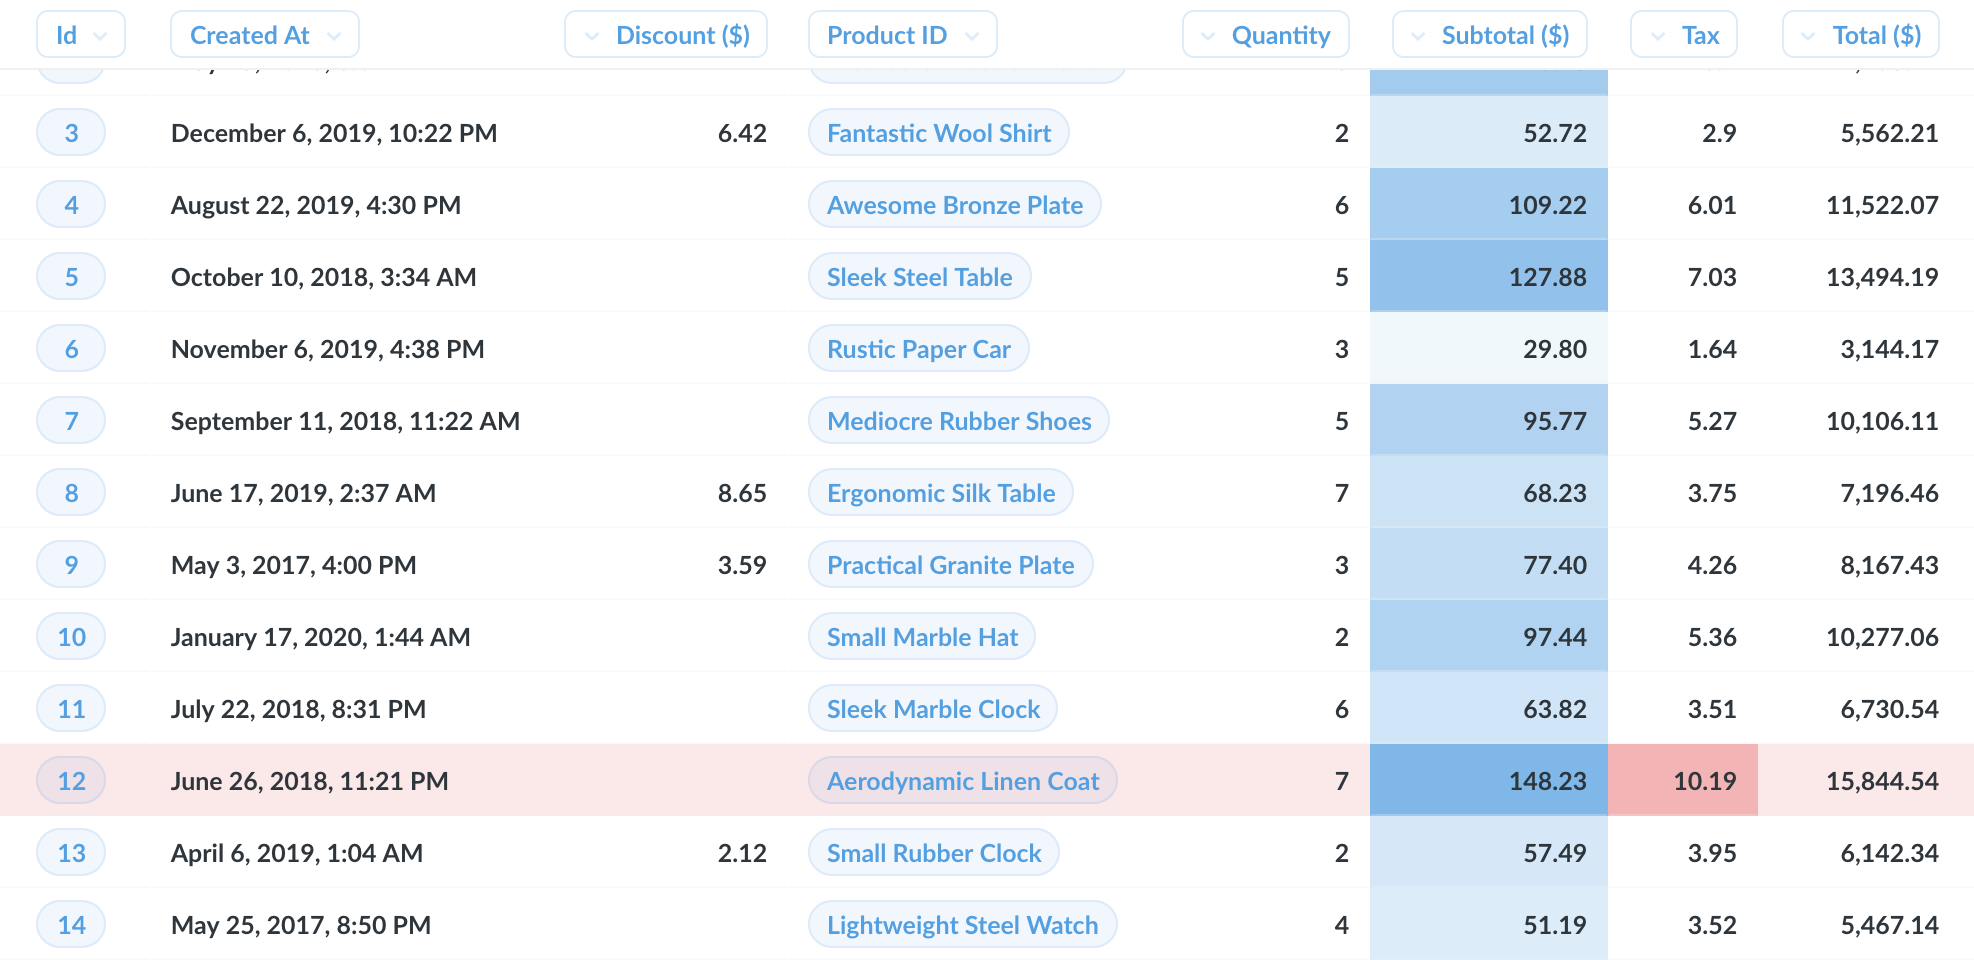 Id Created At Discount ($) Product ID Quantity Subtotal ($) Tax Total ($)
3 December 6, 2019, 10:22 PM 6.42 Fantastic Wool Shirt 2 52.72 2.9 5,562.21
4 August 22, 2019, 4:30 PM Awesome Bronze Plate 6 109.22 6.01 11,522.07
5 October 10, 2018, 3:34 AM Sleek Steel Table 5 127.88 7.03 13,494.19
6 November 6, 2019, 4:38 PM Rustic Paper Car 3 29.80 1.64 3,144.17
7 September 11, 2018, 11:22 AM Mediocre Rubber Shoes 5 95.77 5.27 10,106.11
8 June 17, 2019, 2:37 AM 8.65 Ergonomic Silk Table 7 68.23 3.75 7,196.46
9 May 3, 2017, 4:00 PM 3.59 Practical Granite Plate 3 77.40 4.26 8,167.43
10 January 17, 2020, 1:44 AM Small Marble Hat 2 97.44 5.36 10,277.06
11 July 22, 2018, 8:31 PM Sleek Marble Clock 6 63.82 3.51 6,730.54
12 June 26, 2018, 11:21 PM Aerodynamic Linen Coat 7 148.23 10.19 15,844.54
13 April 6, 2019, 1:04 AM 2.12 Small Rubber Clock 2 57.49 3.95 6,142.34
14 May 25, 2017, 8:50 PM Lightweight Steel Watch 4 51.19 3.52 5,467.14